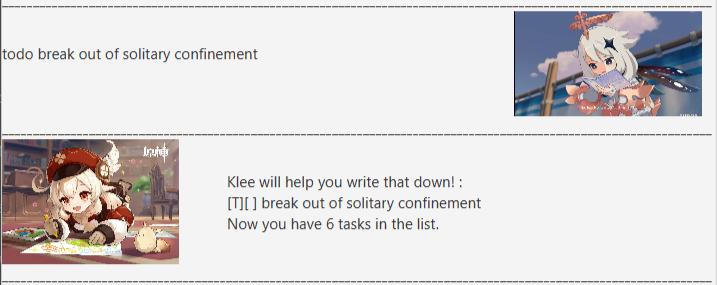 todo break out of solitary confinement
Klee will help you write that down! :
[T][ ] break out of solitary confinement
Now you have 6 tasks in the list.